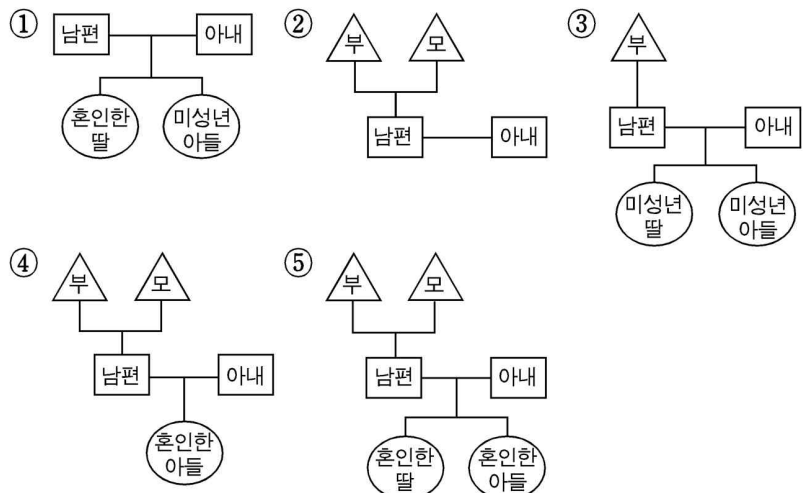 ① 남편 아내
혼인한
딸
미성년
아들
② 부 모
남편 아내
③ 부
남편 아내
미성년
딸
미성년
아들
④ 부 모
남편 아내
혼인한
아들
⑤ 부 모
남편 아내
혼인한
딸
혼인한
아들